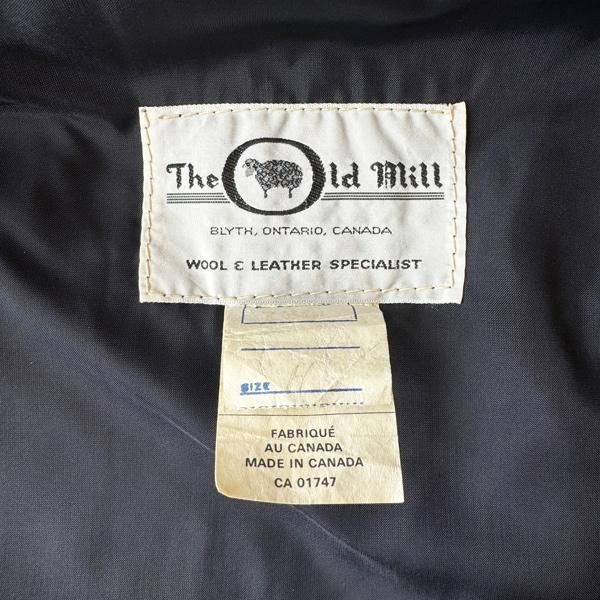 The Old Mill
BLYTH, ONTARIO, CANADA
WOOL & LEATHER SPECIALIST
SIZE
FABRIQUÉ
AU CANADA
MADE IN CANADA
CA 01747